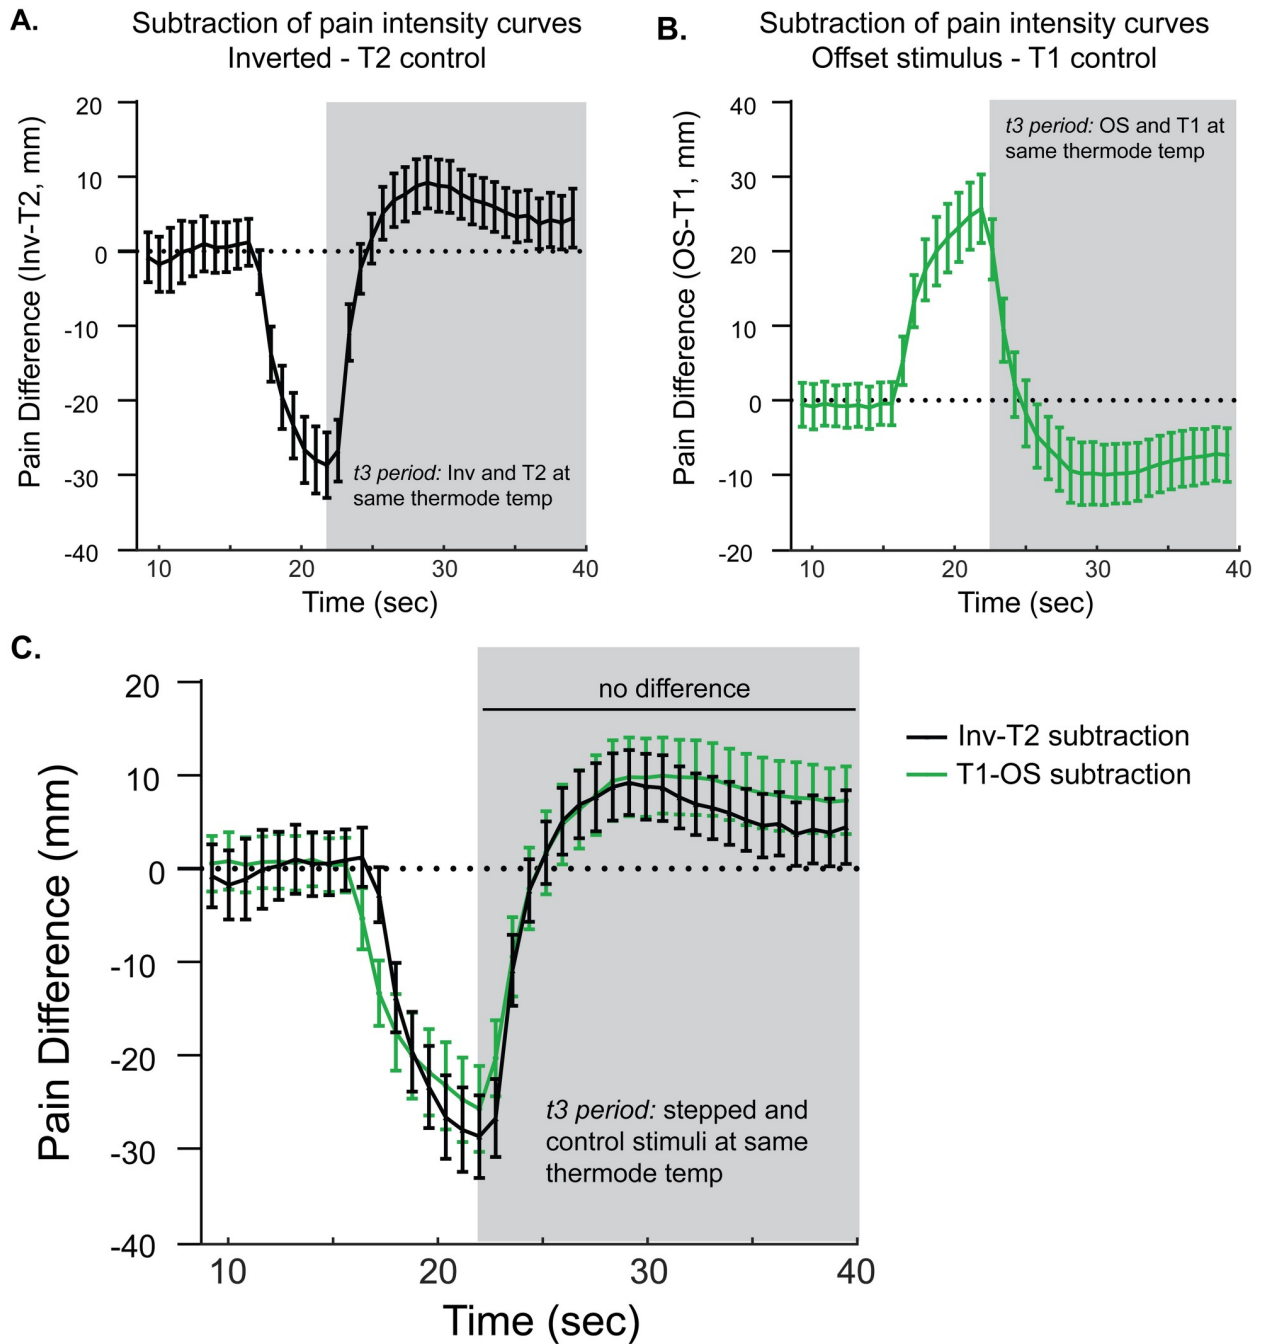 A.
Subtraction of pain intensity curves
Inverted - T2 control
Pain Difference (Inv-T2, mm)
20
10
0
-10
-20
-30
-40
t3 period: Inv and T2 at
same thermode temp
10
20
30
40
Time (sec)
B.
Subtraction of pain intensity curves
Offset stimulus - T1 control
Pain Difference (OS-T1, mm)
40
30
20
10
0
-10
-20
t3 period: OS and T1 at
same thermode temp
10
20
30
40
Time (sec)
C.
Pain Difference (mm)
20
10
0
-10
-20
-30
-40
no difference
t3 period: stepped and
control stimuli at same
thermode temp
10
20
30
40
Time (sec)
Inv-T2 subtraction
T1-OS subtraction